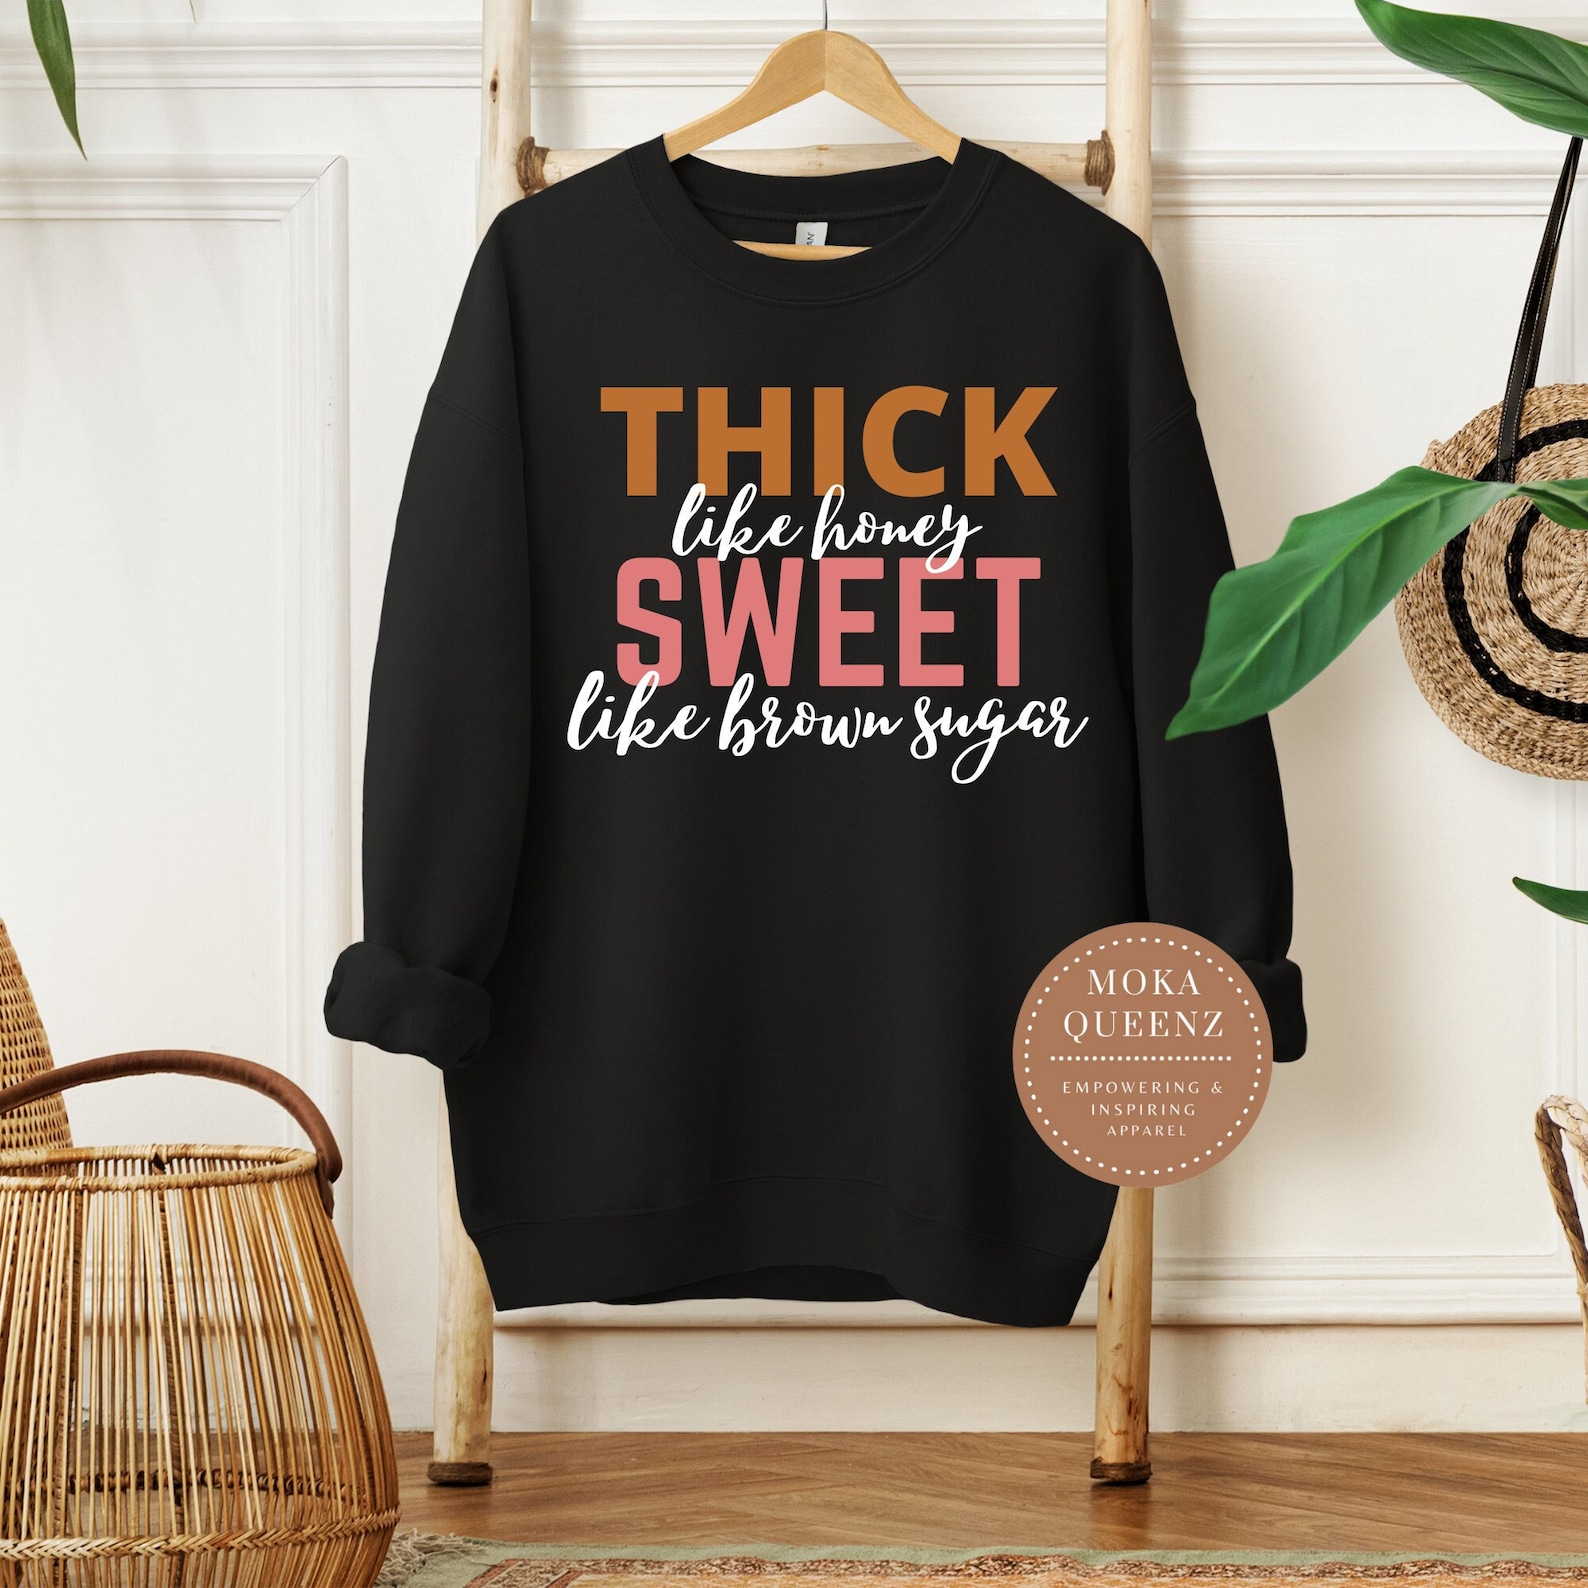 THICK
like honey
SWEET
like brown sugar
MOKA
QUEENZ
EMPOWERING &
INSPIRING
APPAREL